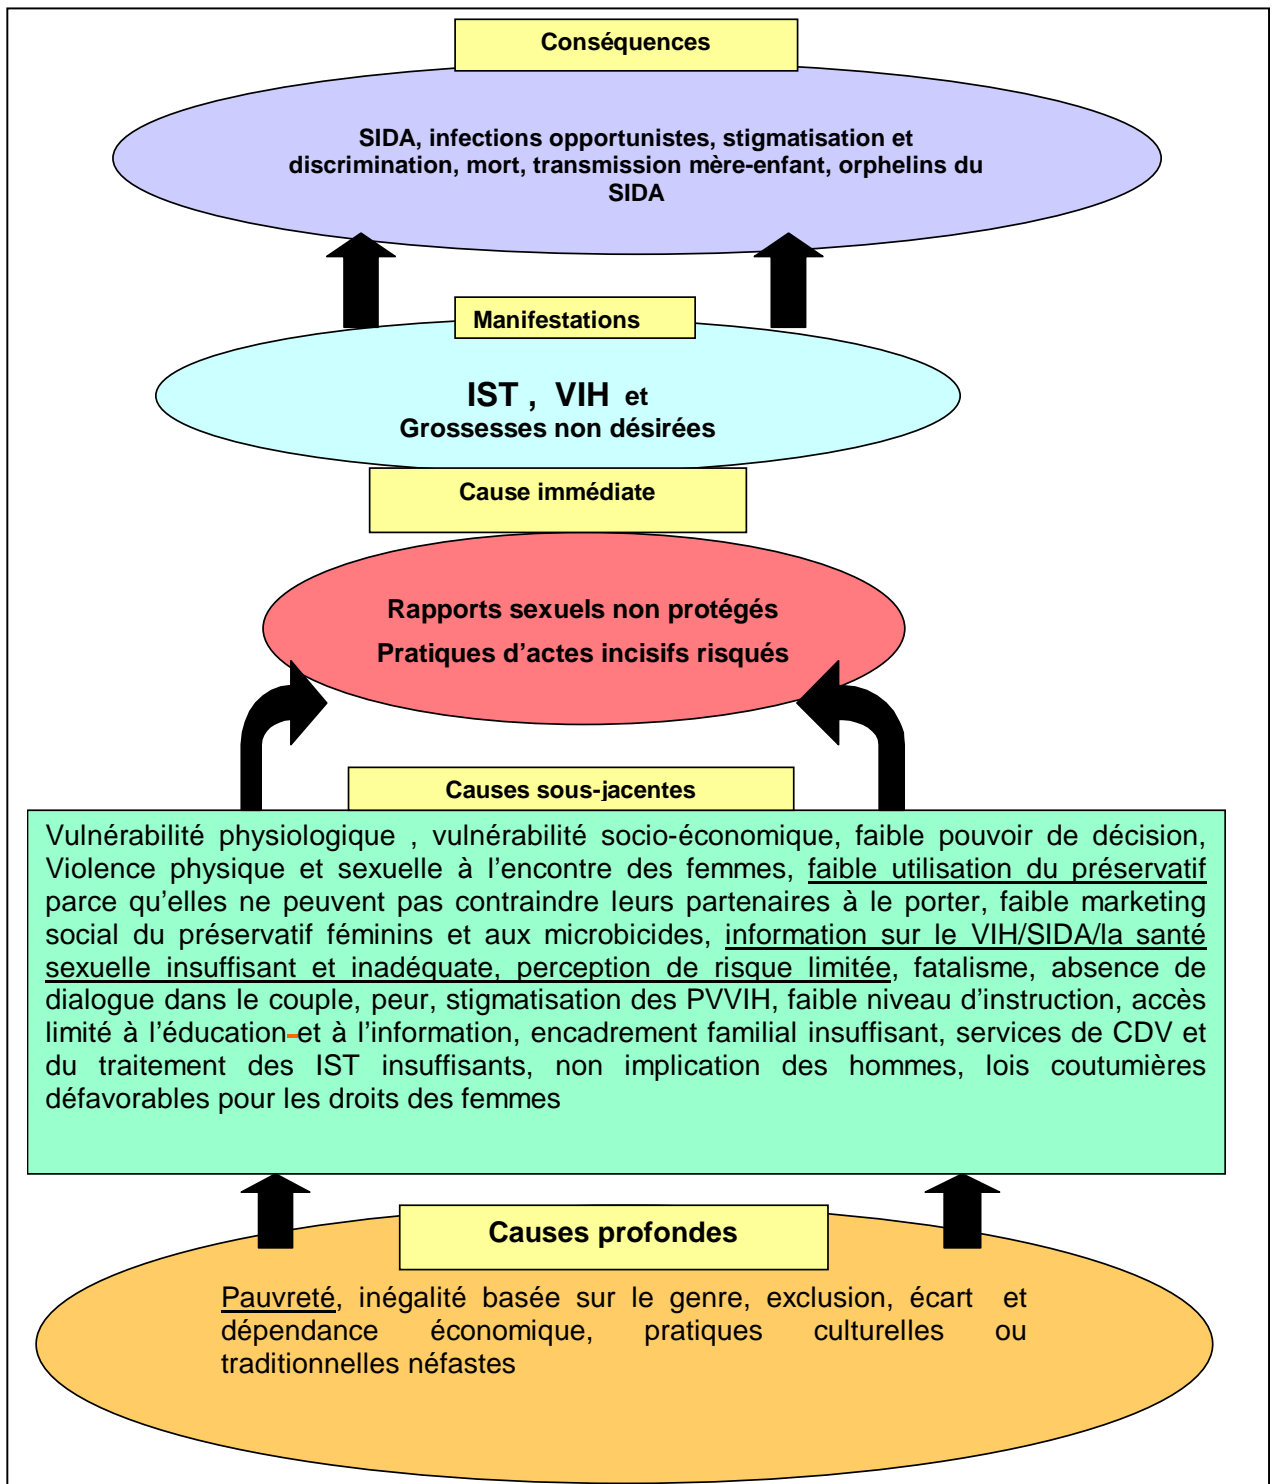 Conséquences
SIDA, infections opportunistes, stigmatisation et
discrimination, mort, transmission mère-enfant, orphelins du
SIDA
Manifestations
IST , VIH et
Grossesses non désirées
Cause immédiate
Rapports sexuels non protégés
Pratiques d’actes incisifs risqués
Causes sous-jacentes
Vulnérabilité physiologique , vulnérabilité socio-économique, faible pouvoir de décision,
Violence physique et sexuelle à l’encontre des femmes, faible utilisation du préservatif
parce qu’elles ne peuvent pas contraindre leurs partenaires à le porter, faible marketing
social du préservatif féminins et aux microbicides, information sur le VIH/SIDA/la santé
sexuelle insuffisant et inadéquate, perception de risque limitée, fatalisme, absence de
dialogue dans le couple, peur, stigmatisation des PVVIH, faible niveau d’instruction, accès
limité à l’éducation et à l’information, encadrement familial insuffisant, services de CDV et
du traitement des IST insuffisants, non implication des hommes, lois coutumières
défavorables pour les droits des femmes
Causes profondes
Pauvreté, inégalité basée sur le genre, exclusion, écart et
dépendance économique, pratiques culturelles ou
traditionnelles néfastes